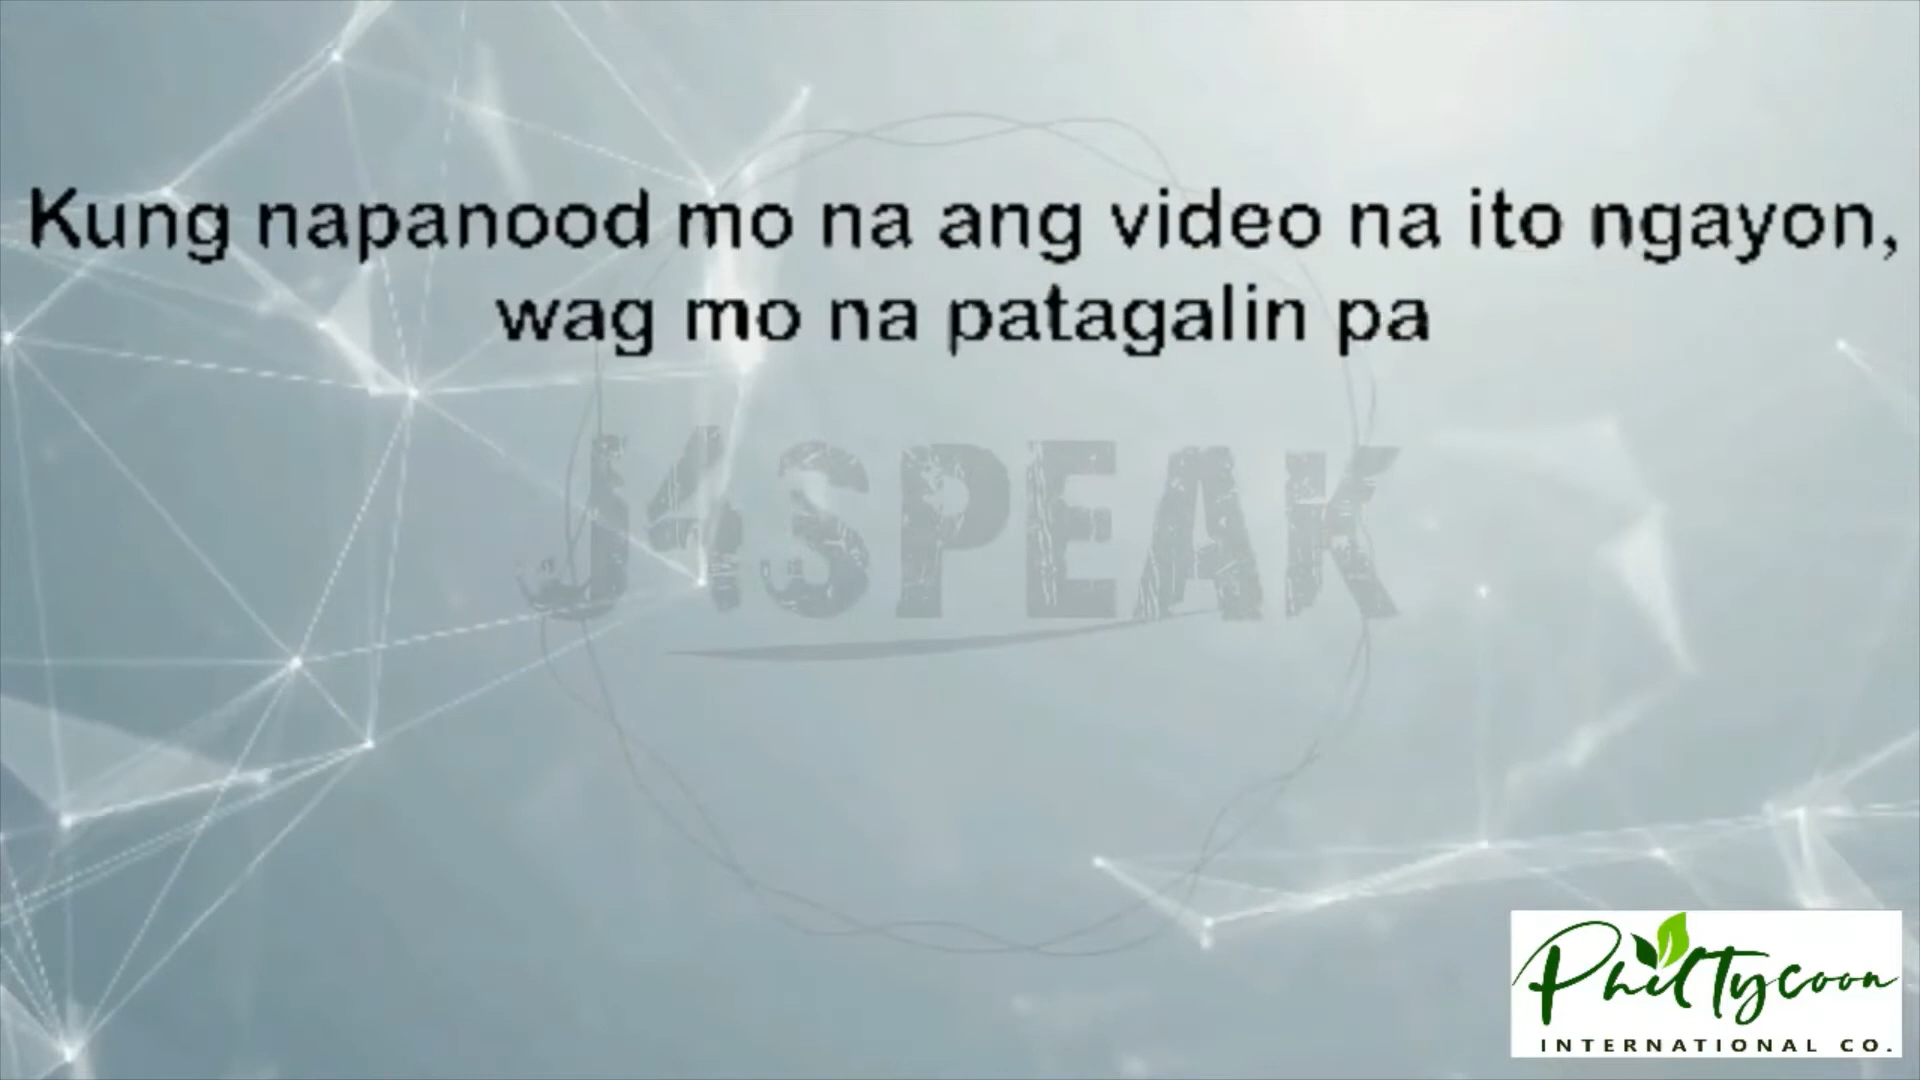 Kung napanood mo na ang video na ito ngayon,
wag mo na patagalin pa
J4SPEAK
PhilTycoon
INTERNATIONAL CO.